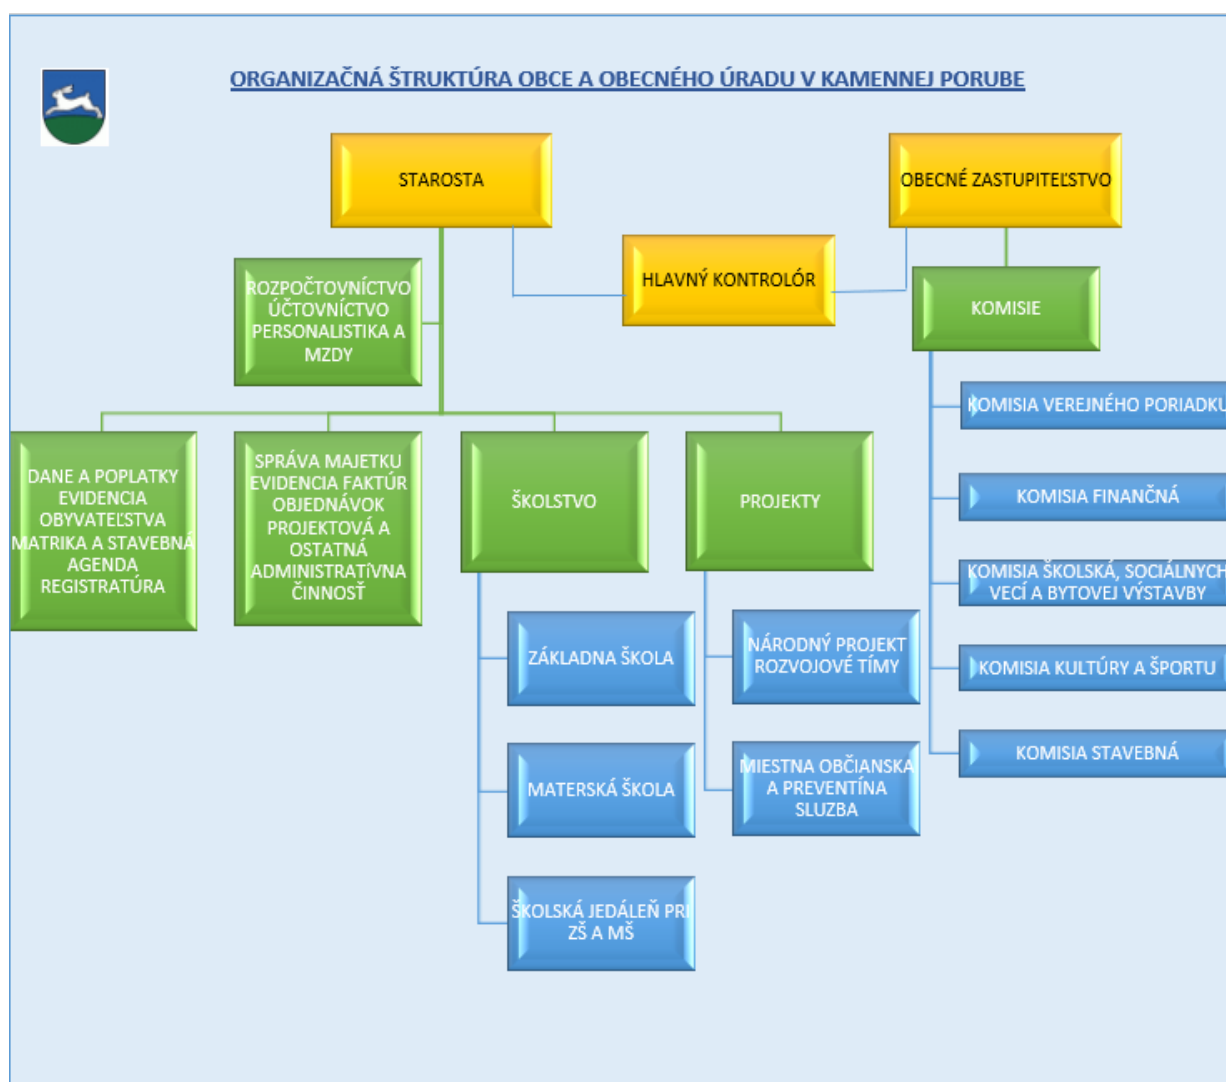 ORGANIZAČNÁ ŠTRUKTÚRA OBCE A OBECNÉHO ÚRADU V KAMENNEJ PORUBE
STAROSTA
OBECNÉ ZASTUPITEĽSTVO
HLAVNÝ KONTROLÓR
ROZPOČTOVNÍCTVO
ÚČTOVNÍCTVO
PERSONALISTIKA A
MZDY
KOMISIE
DANE A POPLATKY
EVIDENCIA
OBYVATEĽSTVA
MATRIKA A STAVEBNÁ
AGENDA
REGISTRATÚRA
SPRÁVA MAJETKU
EVIDENCIA FAKTÚR
OBJEDNÁVOK
PROJEKTOVÁ A
OSTATNÁ
ADMINISTRATÍVNA
ČINNOSŤ
ŠKOLSTVO
PROJEKTY
ZÁKLADNA ŠKOLA
MATERSKÁ ŠKOLA
ŠKOLSKÁ JEDÁLEŇ PRI
ZŠ A MŠ
NÁRODNÝ PROJEKT
ROZVOJOVÉ TÍMY
MIESTNA OBČIANSKA
A PREVENTÍNA
SLUZBA
KOMISIA VEREJNÉHO PORIADKU
KOMISIA FINANČNÁ
KOMISIA ŠKOLSKÁ, SOCIÁLNYCH
VECÍ A BYTOVEJ VÝSTAVBY
KOMISIA KULTÚRY A ŠPORTU
KOMISIA STAVEBNÁ